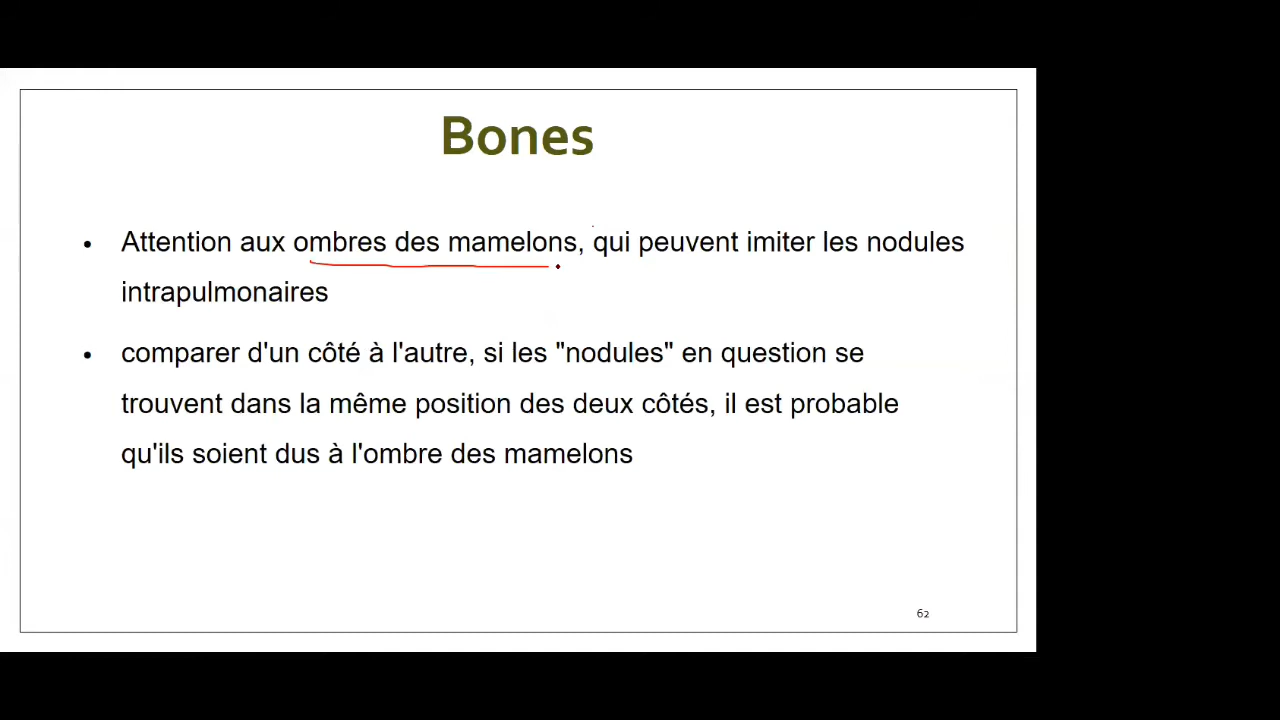 Bones
• Attention aux ombres des mamelons, qui peuvent imiter les nodules
intrapulmonaires
• comparer d'un côté à l'autre, si les "nodules" en question se
trouvent dans la même position des deux côtés, il est probable
qu'ils soient dus à l'ombre des mamelons
62